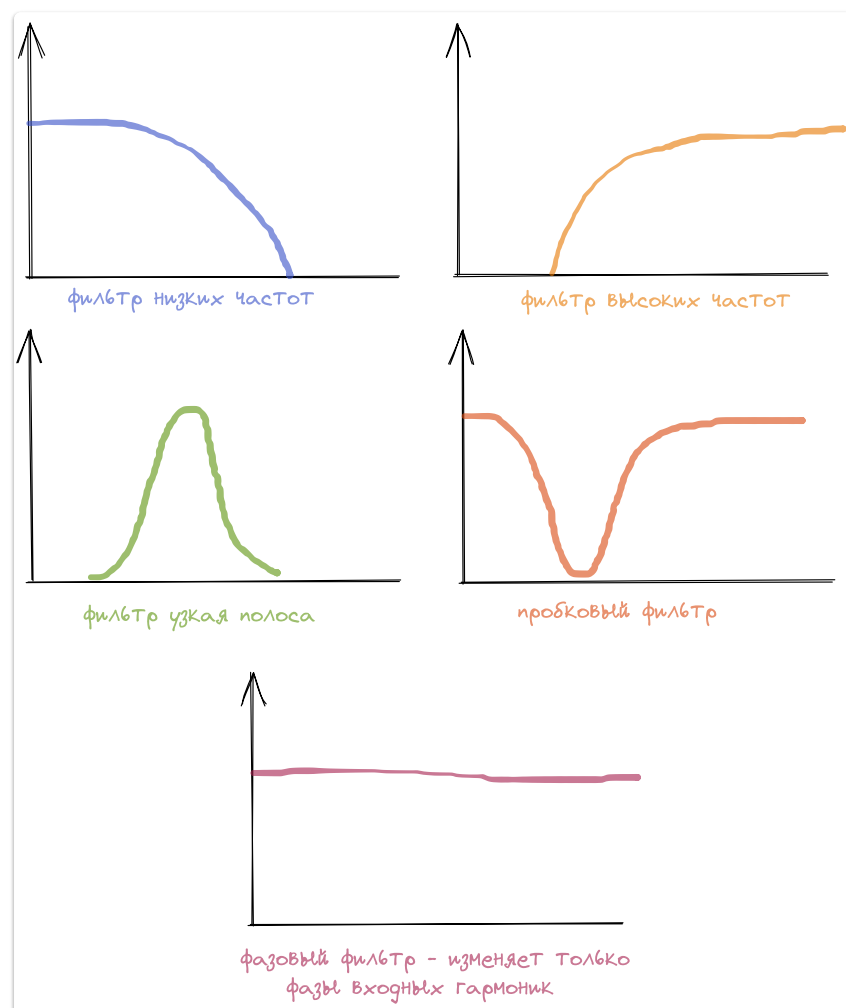 фильтр низких частот
фильтр высоких частот
фильтр узкая полоса
пробковый фильтр
фазовый фильтр - изменяет только
фазы входных гармоник